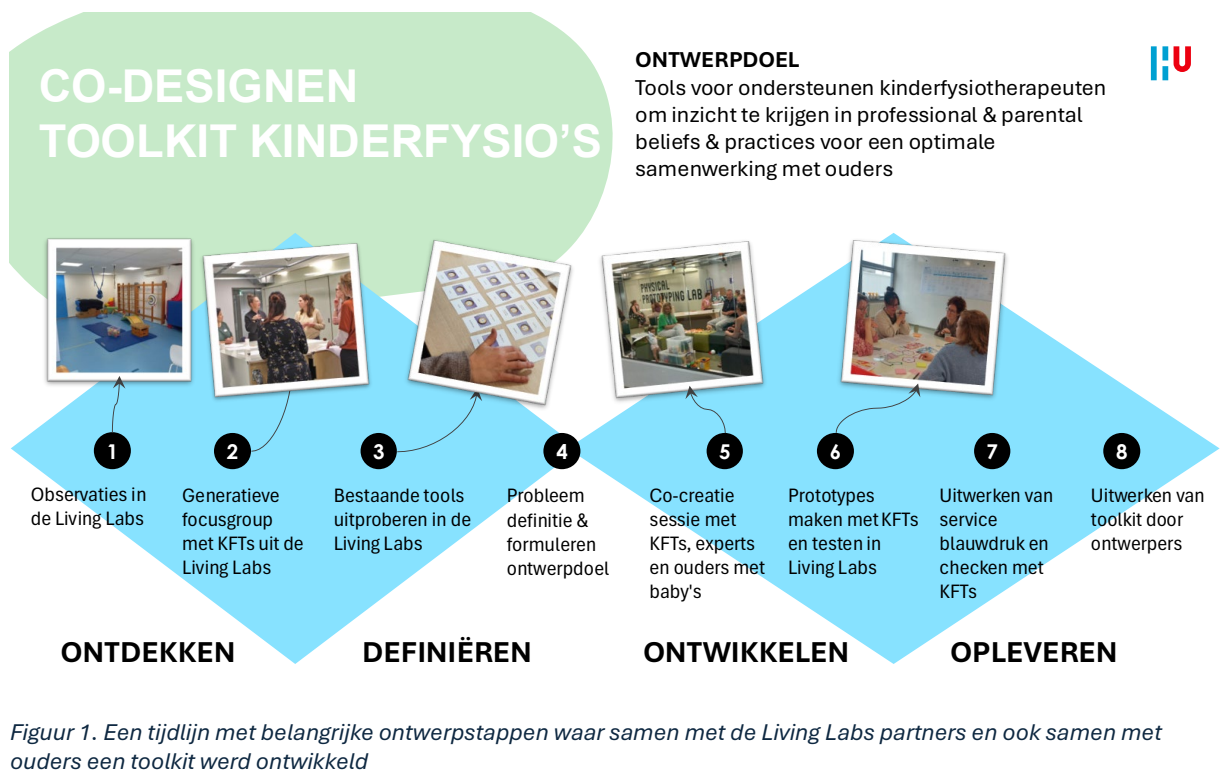 CO-DESIGNEN
TOOLKIT KINDERFYSIO'S
ONTWERPDOEL
Tools voor ondersteunen kinderfysiotherapeuten
om inzicht te krijgen in professional & parental
beliefs & practices voor een optimale
samenwerking met ouders
HU
PHYSICAL
PROTOTYPING LAB
1
Observaties in
de Living Labs
2
Generatieve
focusgroup
met KFTs uit de
Living Labs
3
Bestaande tools
uitproberen in de
Living Labs
4
Probleem
definitie &
formuleren
ontwerpdoel
5
Co-creatie
sessie met
KFTs, experts
en ouders met
baby's
6
Prototypes
maken met KFTs
en testen in
Living Labs
7
Uitwerken van
service
blauwdruk en
checken met
KFTs
8
Uitwerken van
toolkit door
ontwerpers
ONTDEKKEN
DEFINIËREN
ONTWIKKELEN
OPLEVEREN
Figuur 1. Een tijdlijn met belangrijke ontwerpstappen waar samen met de Living Labs partners en ook samen met
ouders een toolkit werd ontwikkeld